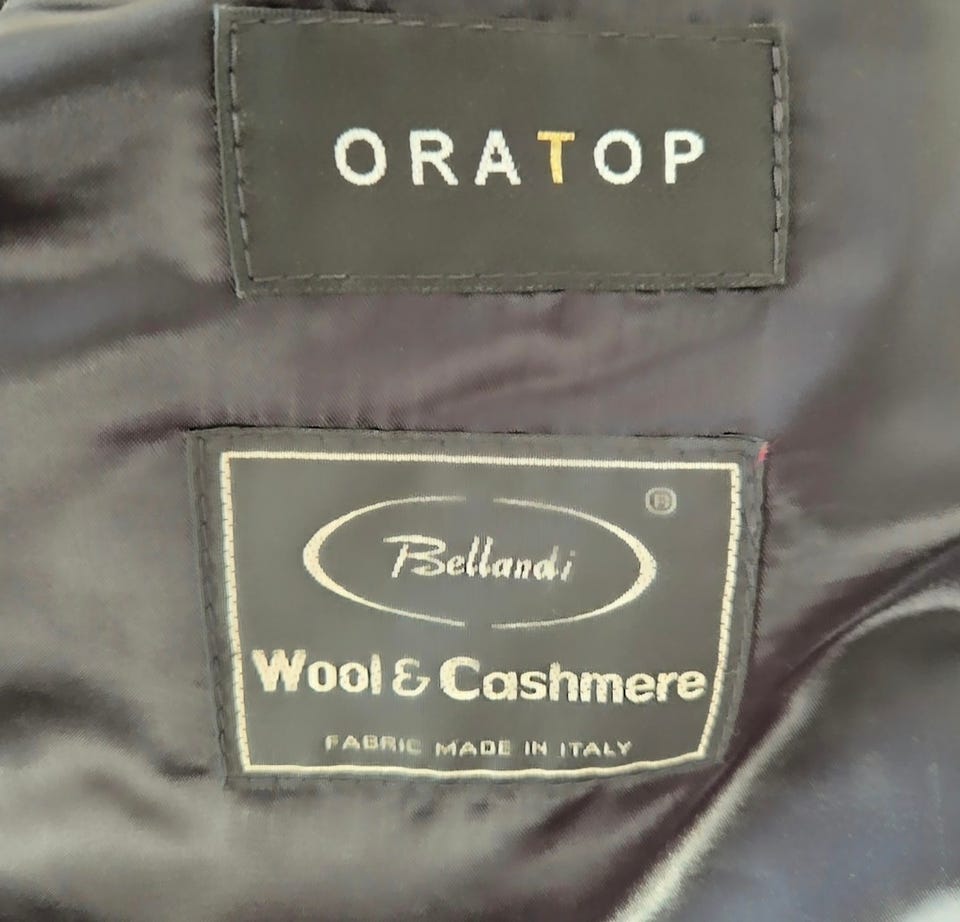 ORATOP
®
Bellandi
Wool & Cashmere
FABRIC MADE IN ITALY